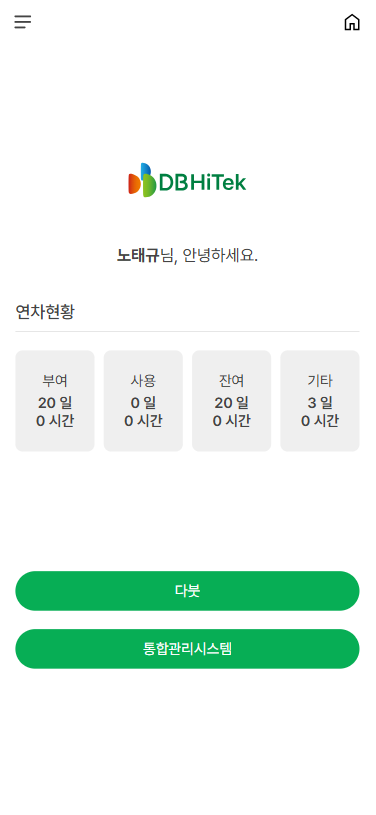 DB HiTek
노태규님, 안녕하세요.
연차현황
부여
20 일
0 시간
사용
0 일
0 시간
잔여
20 일
0 시간
기타
3 일
0 시간
다봇
통합관리시스템